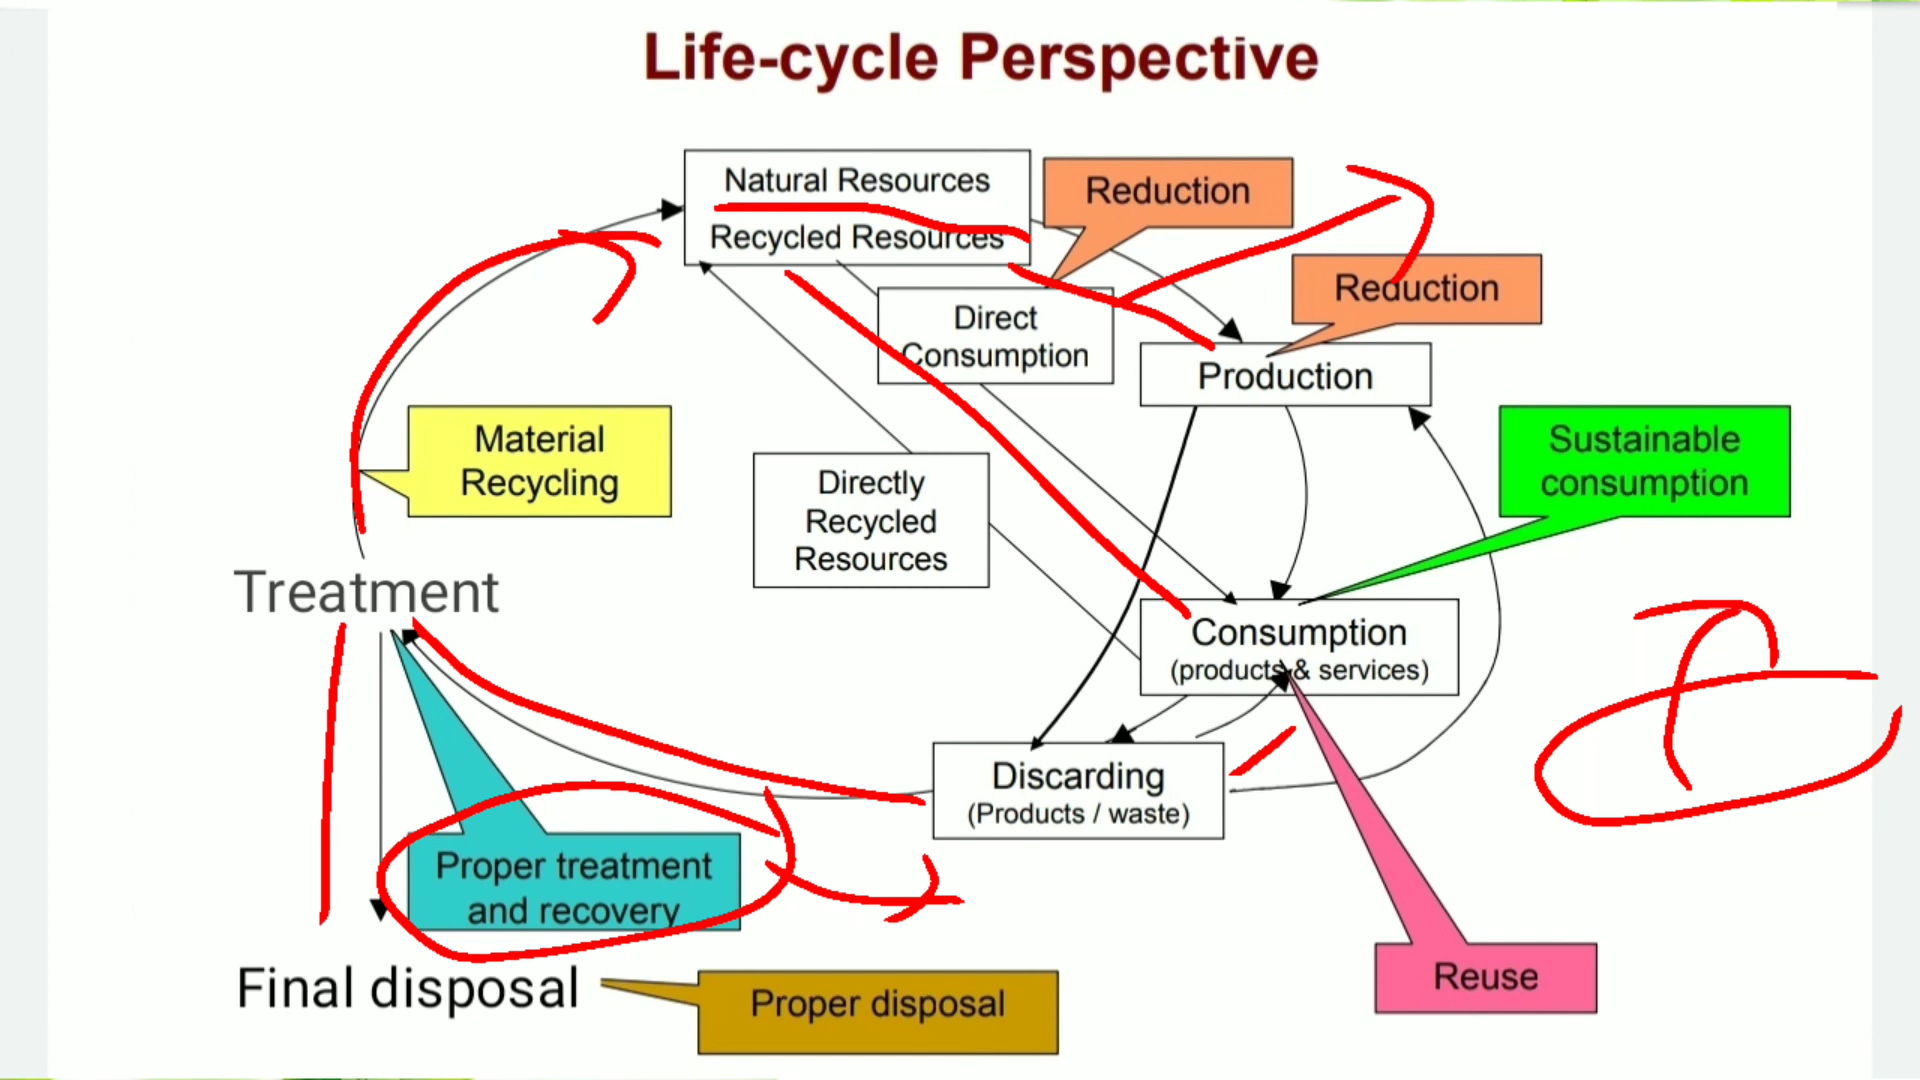 Life-cycle Perspective
Natural Resources
Recycled Resources
Reduction
Reduction
Direct
Consumption
Production
Material
Recycling
Sustainable
consumption
Directly
Recycled
Resources
Treatment
Consumption
(products & services)
Discarding
(Products / waste)
Proper treatment
and recovery
Reuse
Final disposal
Proper disposal